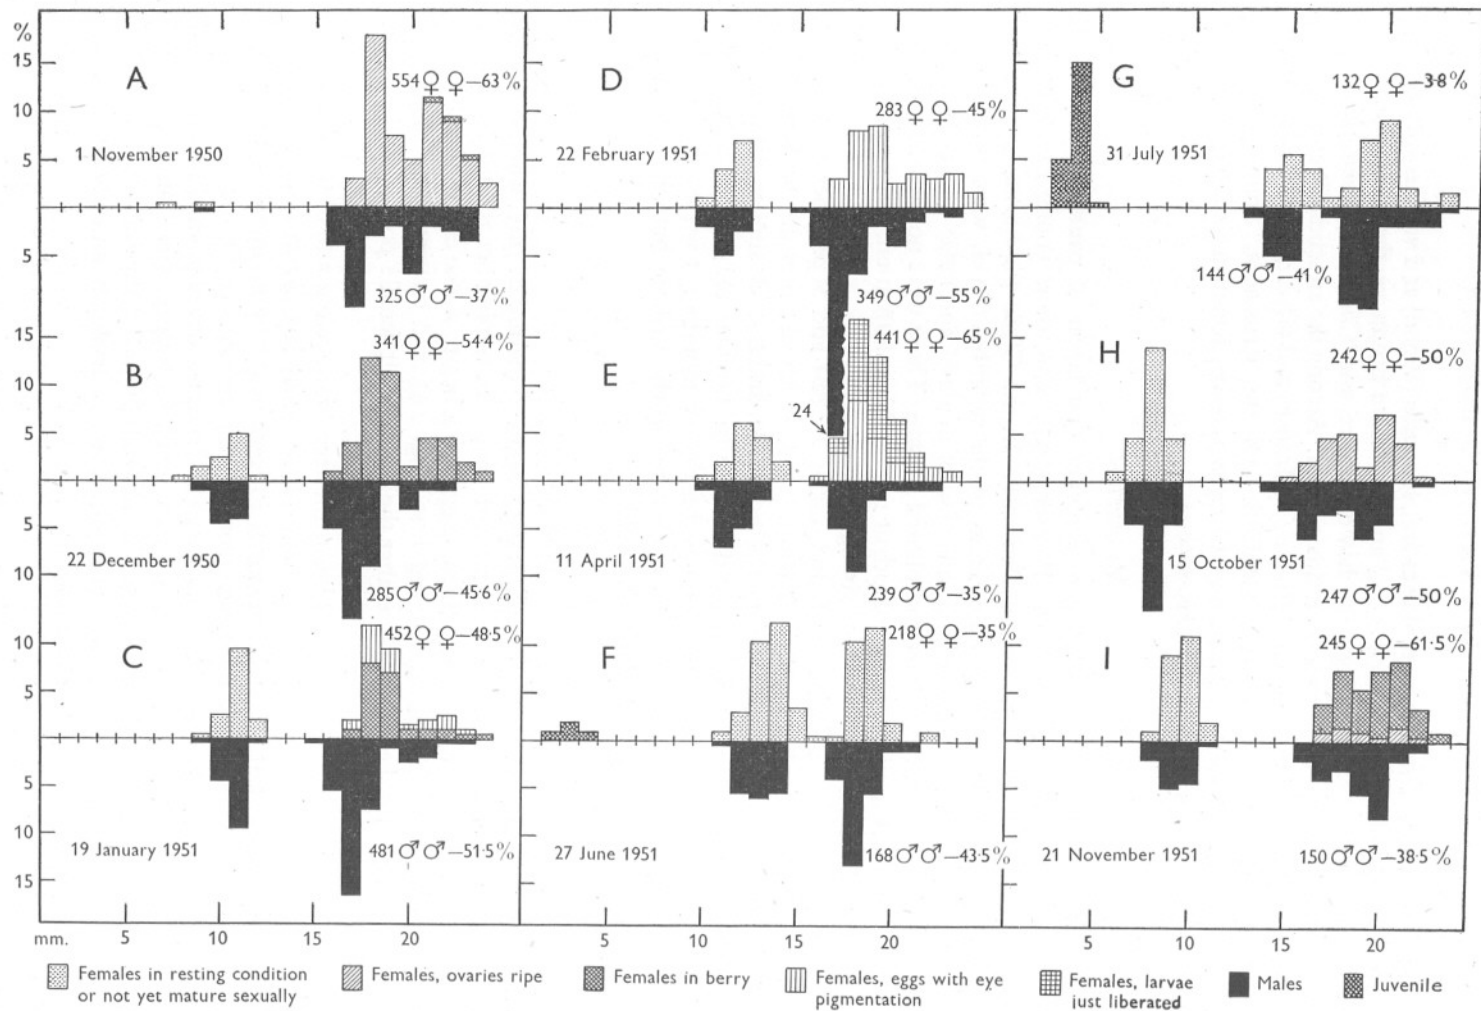 %
15
10
5
5
A
554♀♀—63%
1 November 1950
325♂♂—37%
15
10
5
5
10
B
341♀♀—54·4%
22 December 1950
285♂♂—45·6%
10
5
5
10
15
C
452♀♀—48·5%
19 January 1951
481♂♂—51·5%
D
283♀♀—45%
22 February 1951
349♂♂—55%
E
441♀♀—65%
24
11 April 1951
239♂♂—35%
F
218♀♀—35%
27 June 1951
168♂♂—43·5%
G
132♀♀—3·8%
31 July 1951
144♂♂—41%
H
242♀♀—50%
15 October 1951
247♂♂—50%
I
245♀♀—61·5%
21 November 1951
150♂♂—38·5%
mm. 5 10 15 20 5 10 15 20 5 10 15 20
Females in resting condition
or not yet mature sexually
Females, ovaries ripe
Females in berry
Females, eggs with eye
pigmentation
Females, larvae
just liberated
Males
Juvenile